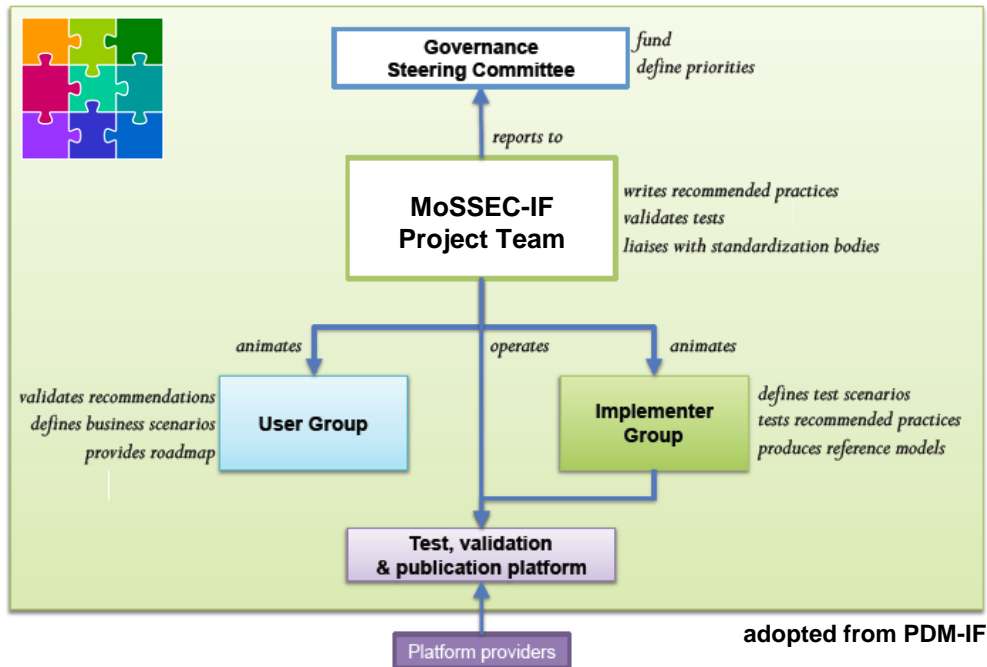 Governance
Steering Committee
fund
define priorities
reports to
MoSSEC-IF
Project Team
writes recommended practices
validates tests
liaises with standardization bodies
animates
operates
animates
validates recommendations
defines business scenarios
provides roadmap
User Group
Implementer
Group
defines test scenarios
tests recommended practices
produces reference models
Test, validation
& publication platform
adopted from PDM-IF
Platform providers